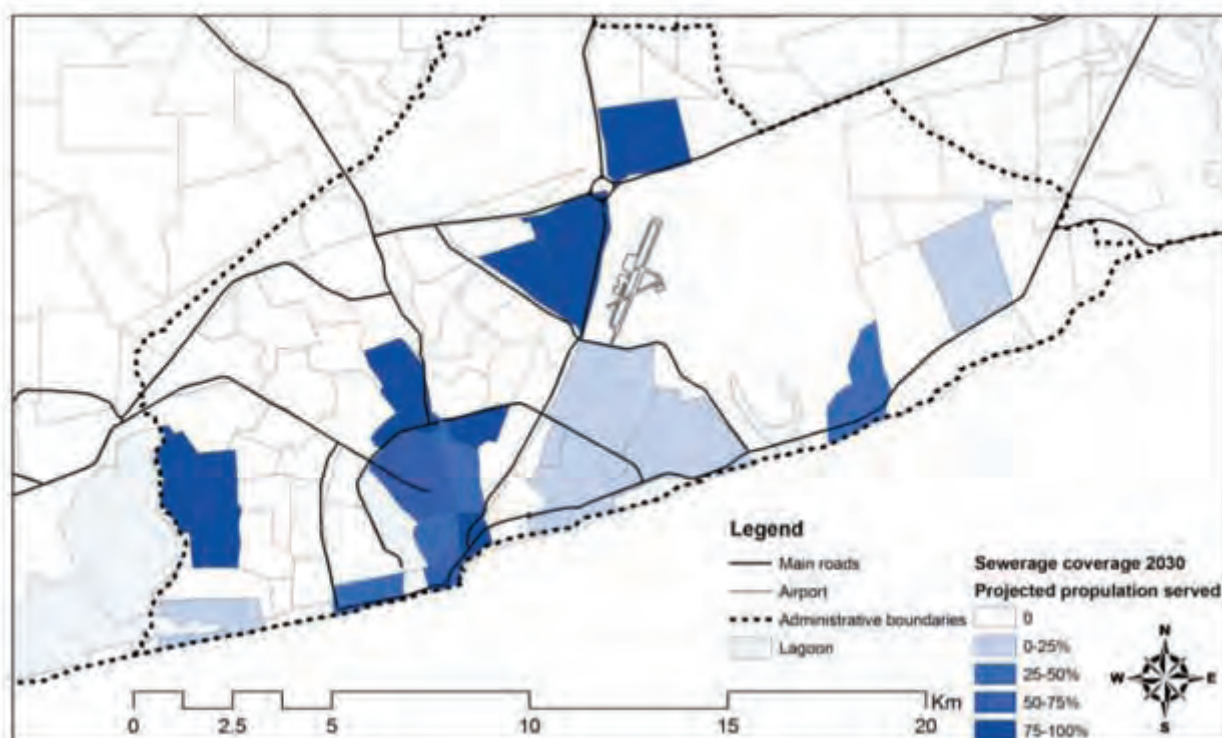 Legend
Main roads
Airport
Administrative boundaries
Lagoon
Sewerage coverage 2030
Projected propulation served
0
0-25%
25-50%
50-75%
75-100%
N
W E
S
Km
0 2.5 5 10 15 20